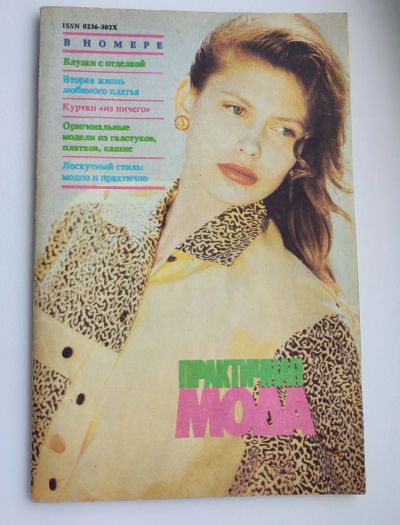 ISSN 0236-302X
В НОМЕРЕ
Блузки с отделкой
Вторая жизнь
любимого платья
Куртки «из ничего»
Оригинальные
модели из галстуков,
платков, кашне
Лоскутный стиль:
модно и практично
ПРАКТИЧНАЯ
МОДА